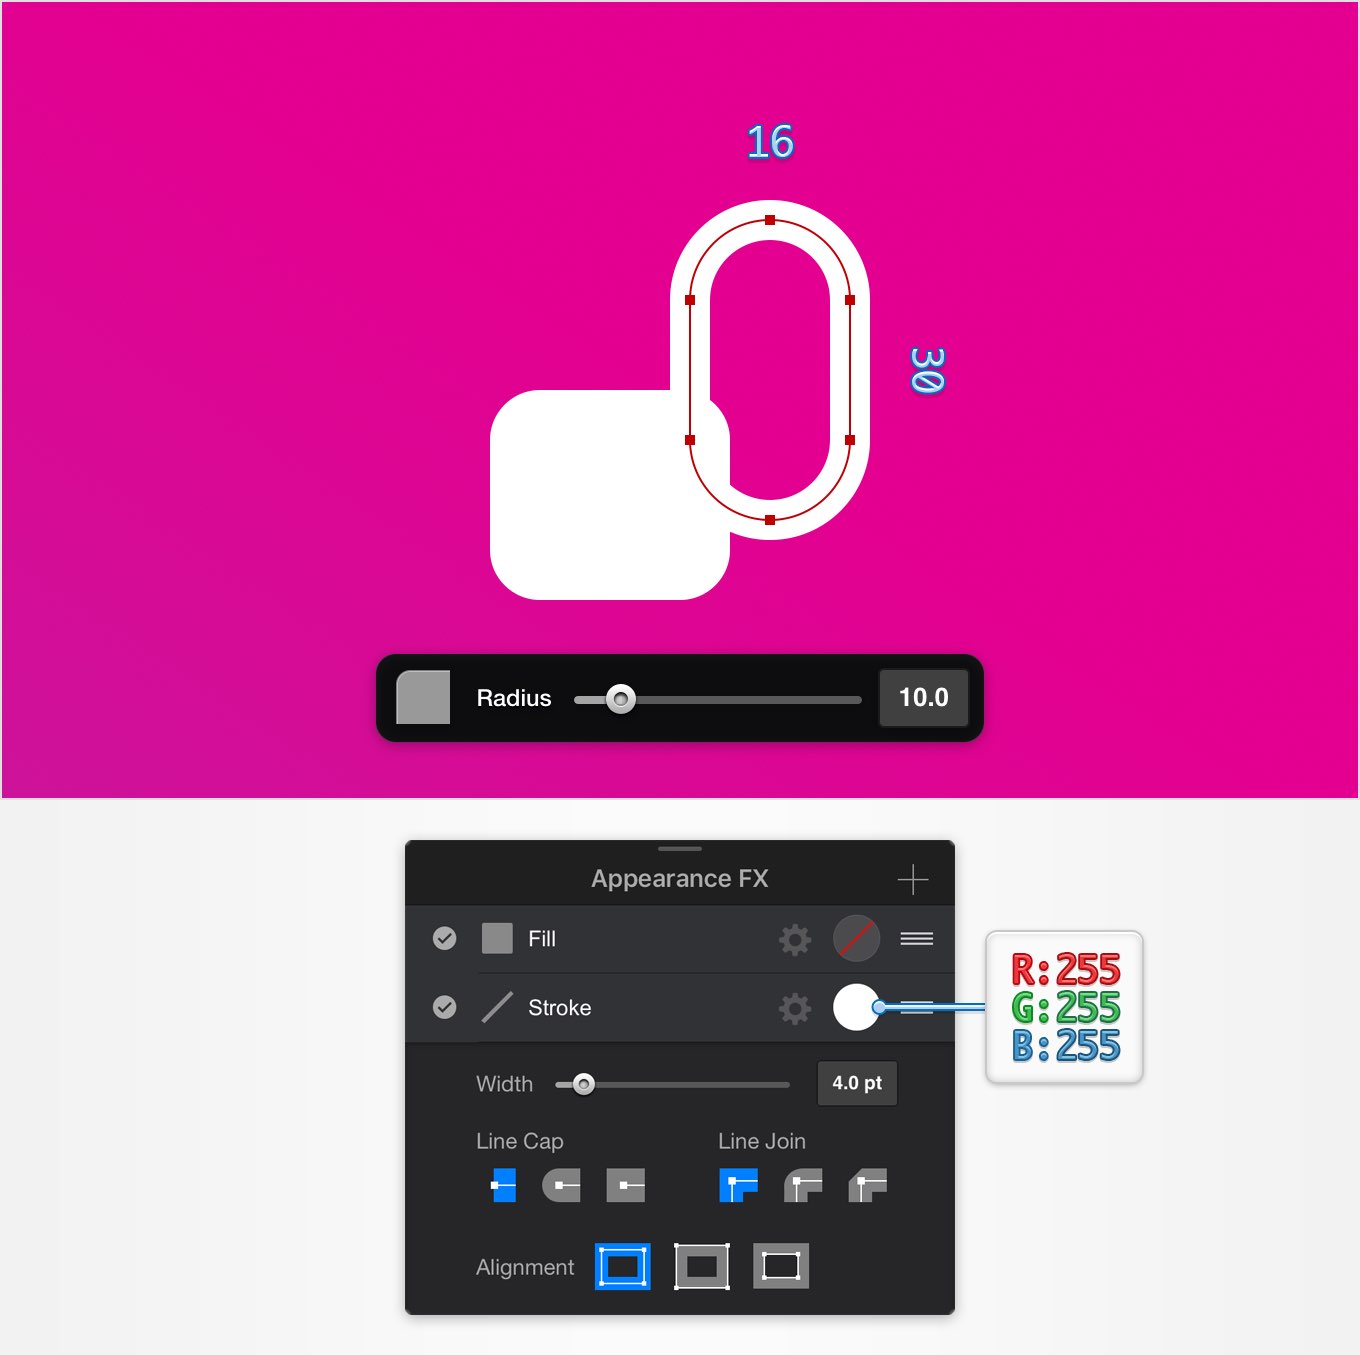 16
30
Radius
10.0
Appearance FX
Fill
Stroke
R:255
G:255
B:255
Width
4.0 pt
Line Cap
Line Join
Alignment